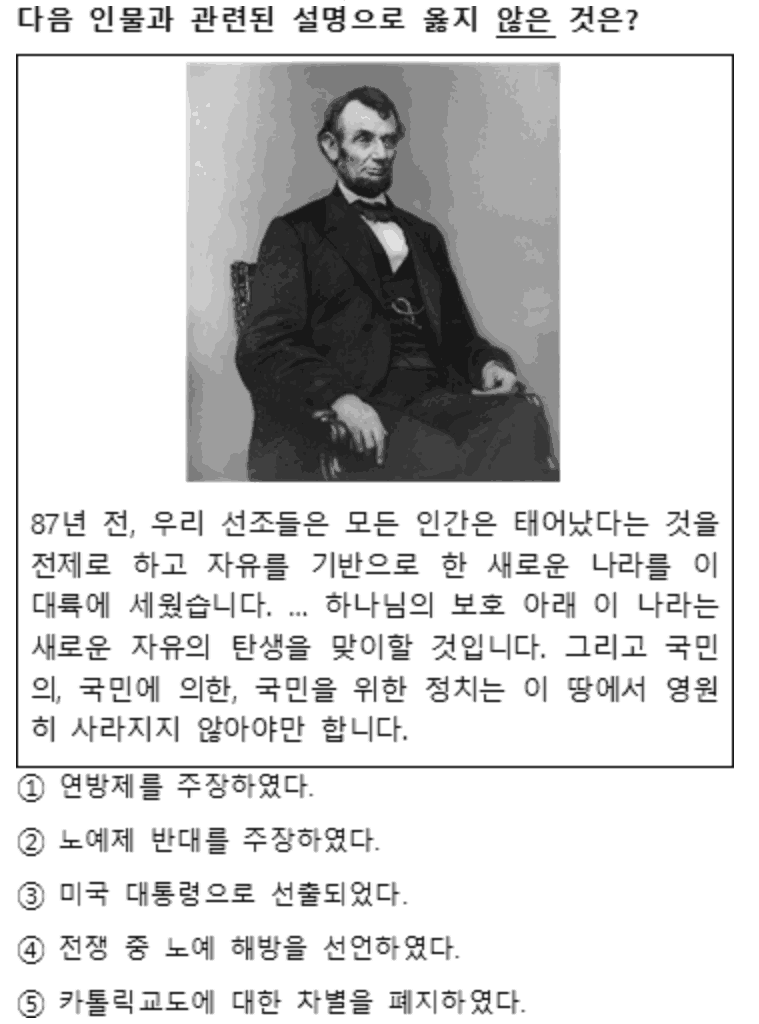 다음 인물과 관련된 설명으로 옳지 않은 것은?
87년 전, 우리 선조들은 모든 인간은 태어났다는 것을
전제로 하고 자유를 기반으로 한 새로운 나라를 이
대륙에 세웠습니다. ... 하나님의 보호 아래 이 나라는
새로운 자유의 탄생을 맞이할 것입니다. 그리고 국민
의, 국민에 의한, 국민을 위한 정치는 이 땅에서 영원
히 사라지지 않아야만 합니다.
① 연방제를 주장하였다.
② 노예제 반대를 주장하였다.
③ 미국 대통령으로 선출되었다.
④ 전쟁 중 노예 해방을 선언하였다.
⑤ 카톨릭교도에 대한 차별을 폐지하였다.